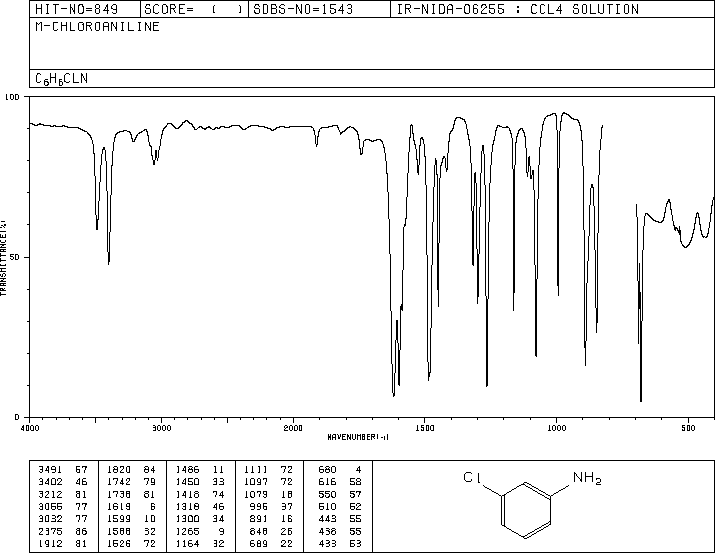 HIT-NO=849 SCORE= ( ) SDBS-NO=1543 IR-NIDA-06255 : CCL4 SOLUTION
M-CHLOROANILINE
C6H6CLN
100
50
0
TRANSMITTANCE(%)
4000 3000 2000 1500 1000 500
WAVENUMBER(-1)
3491 57 1820 84 1486 11 1111 72 680 4
3402 46 1742 79 1450 33 1097 72 616 58
3212 81 1738 81 1418 74 1079 18 550 57
3055 77 1619 6 1318 46 996 37 510 52
3032 77 1599 10 1300 34 891 16 443 55
2375 86 1588 32 1265 9 848 26 438 55
1912 81 1526 72 1164 32 689 22 433 53
Cl
NH2